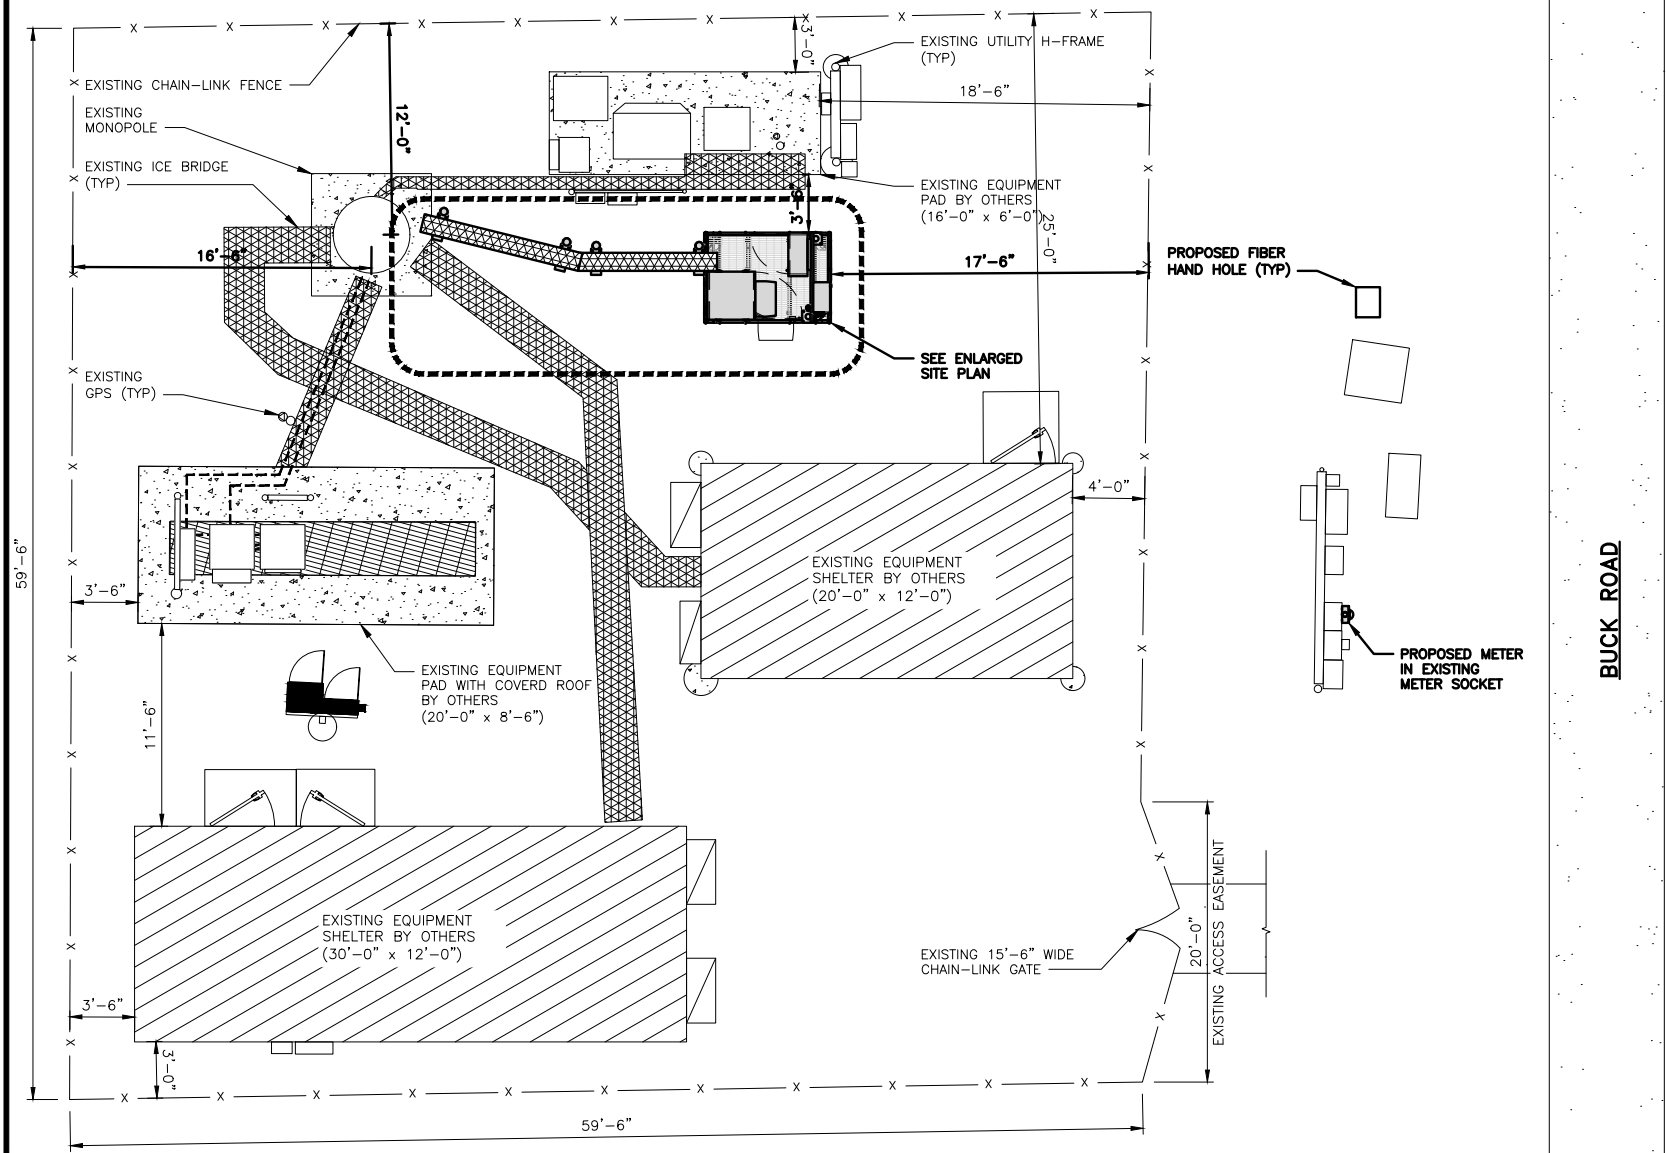 EXISTING CHAIN-LINK FENCE
EXISTING
MONOPOLE
EXISTING ICE BRIDGE
(TYP)
12'-0"
3'-0"
EXISTING UTILITY H-FRAME
(TYP)
18'-6"
EXISTING EQUIPMENT
PAD BY OTHERS
(16'-0" x 6'-0")
25'-0"
3'-6"
16'-6"
17'-6"
PROPOSED FIBER
HAND HOLE (TYP)
SEE ENLARGED
SITE PLAN
EXISTING
GPS (TYP)
4'-0"
59'-6"
3'-6"
EXISTING EQUIPMENT
SHELTER BY OTHERS
(20'-0" x 12'-0")
BUCK ROAD
PROPOSED METER
IN EXISTING
METER SOCKET
EXISTING EQUIPMENT
PAD WITH COVERD ROOF
BY OTHERS
(20'-0" x 8'-6")
11'-6"
EXISTING EQUIPMENT
SHELTER BY OTHERS
(30'-0" x 12'-0")
EXISTING 15'-6" WIDE
CHAIN-LINK GATE
20'-0"
EXISTING ACCESS EASEMENT
3'-6"
3'-0"
59'-6"